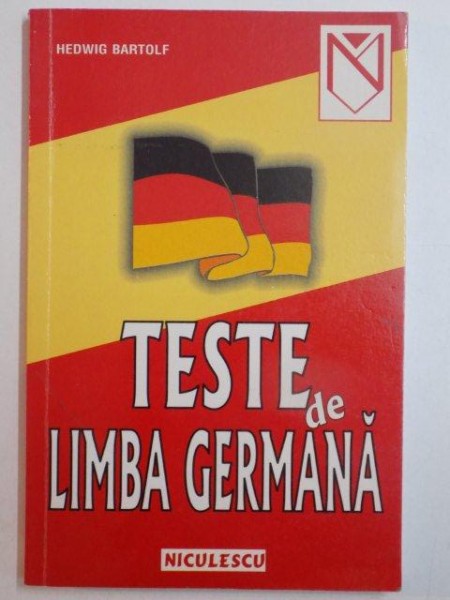 HEDWIG BARTOLF
TESTE
de
LIMBA GERMANĂ
NICULESCU